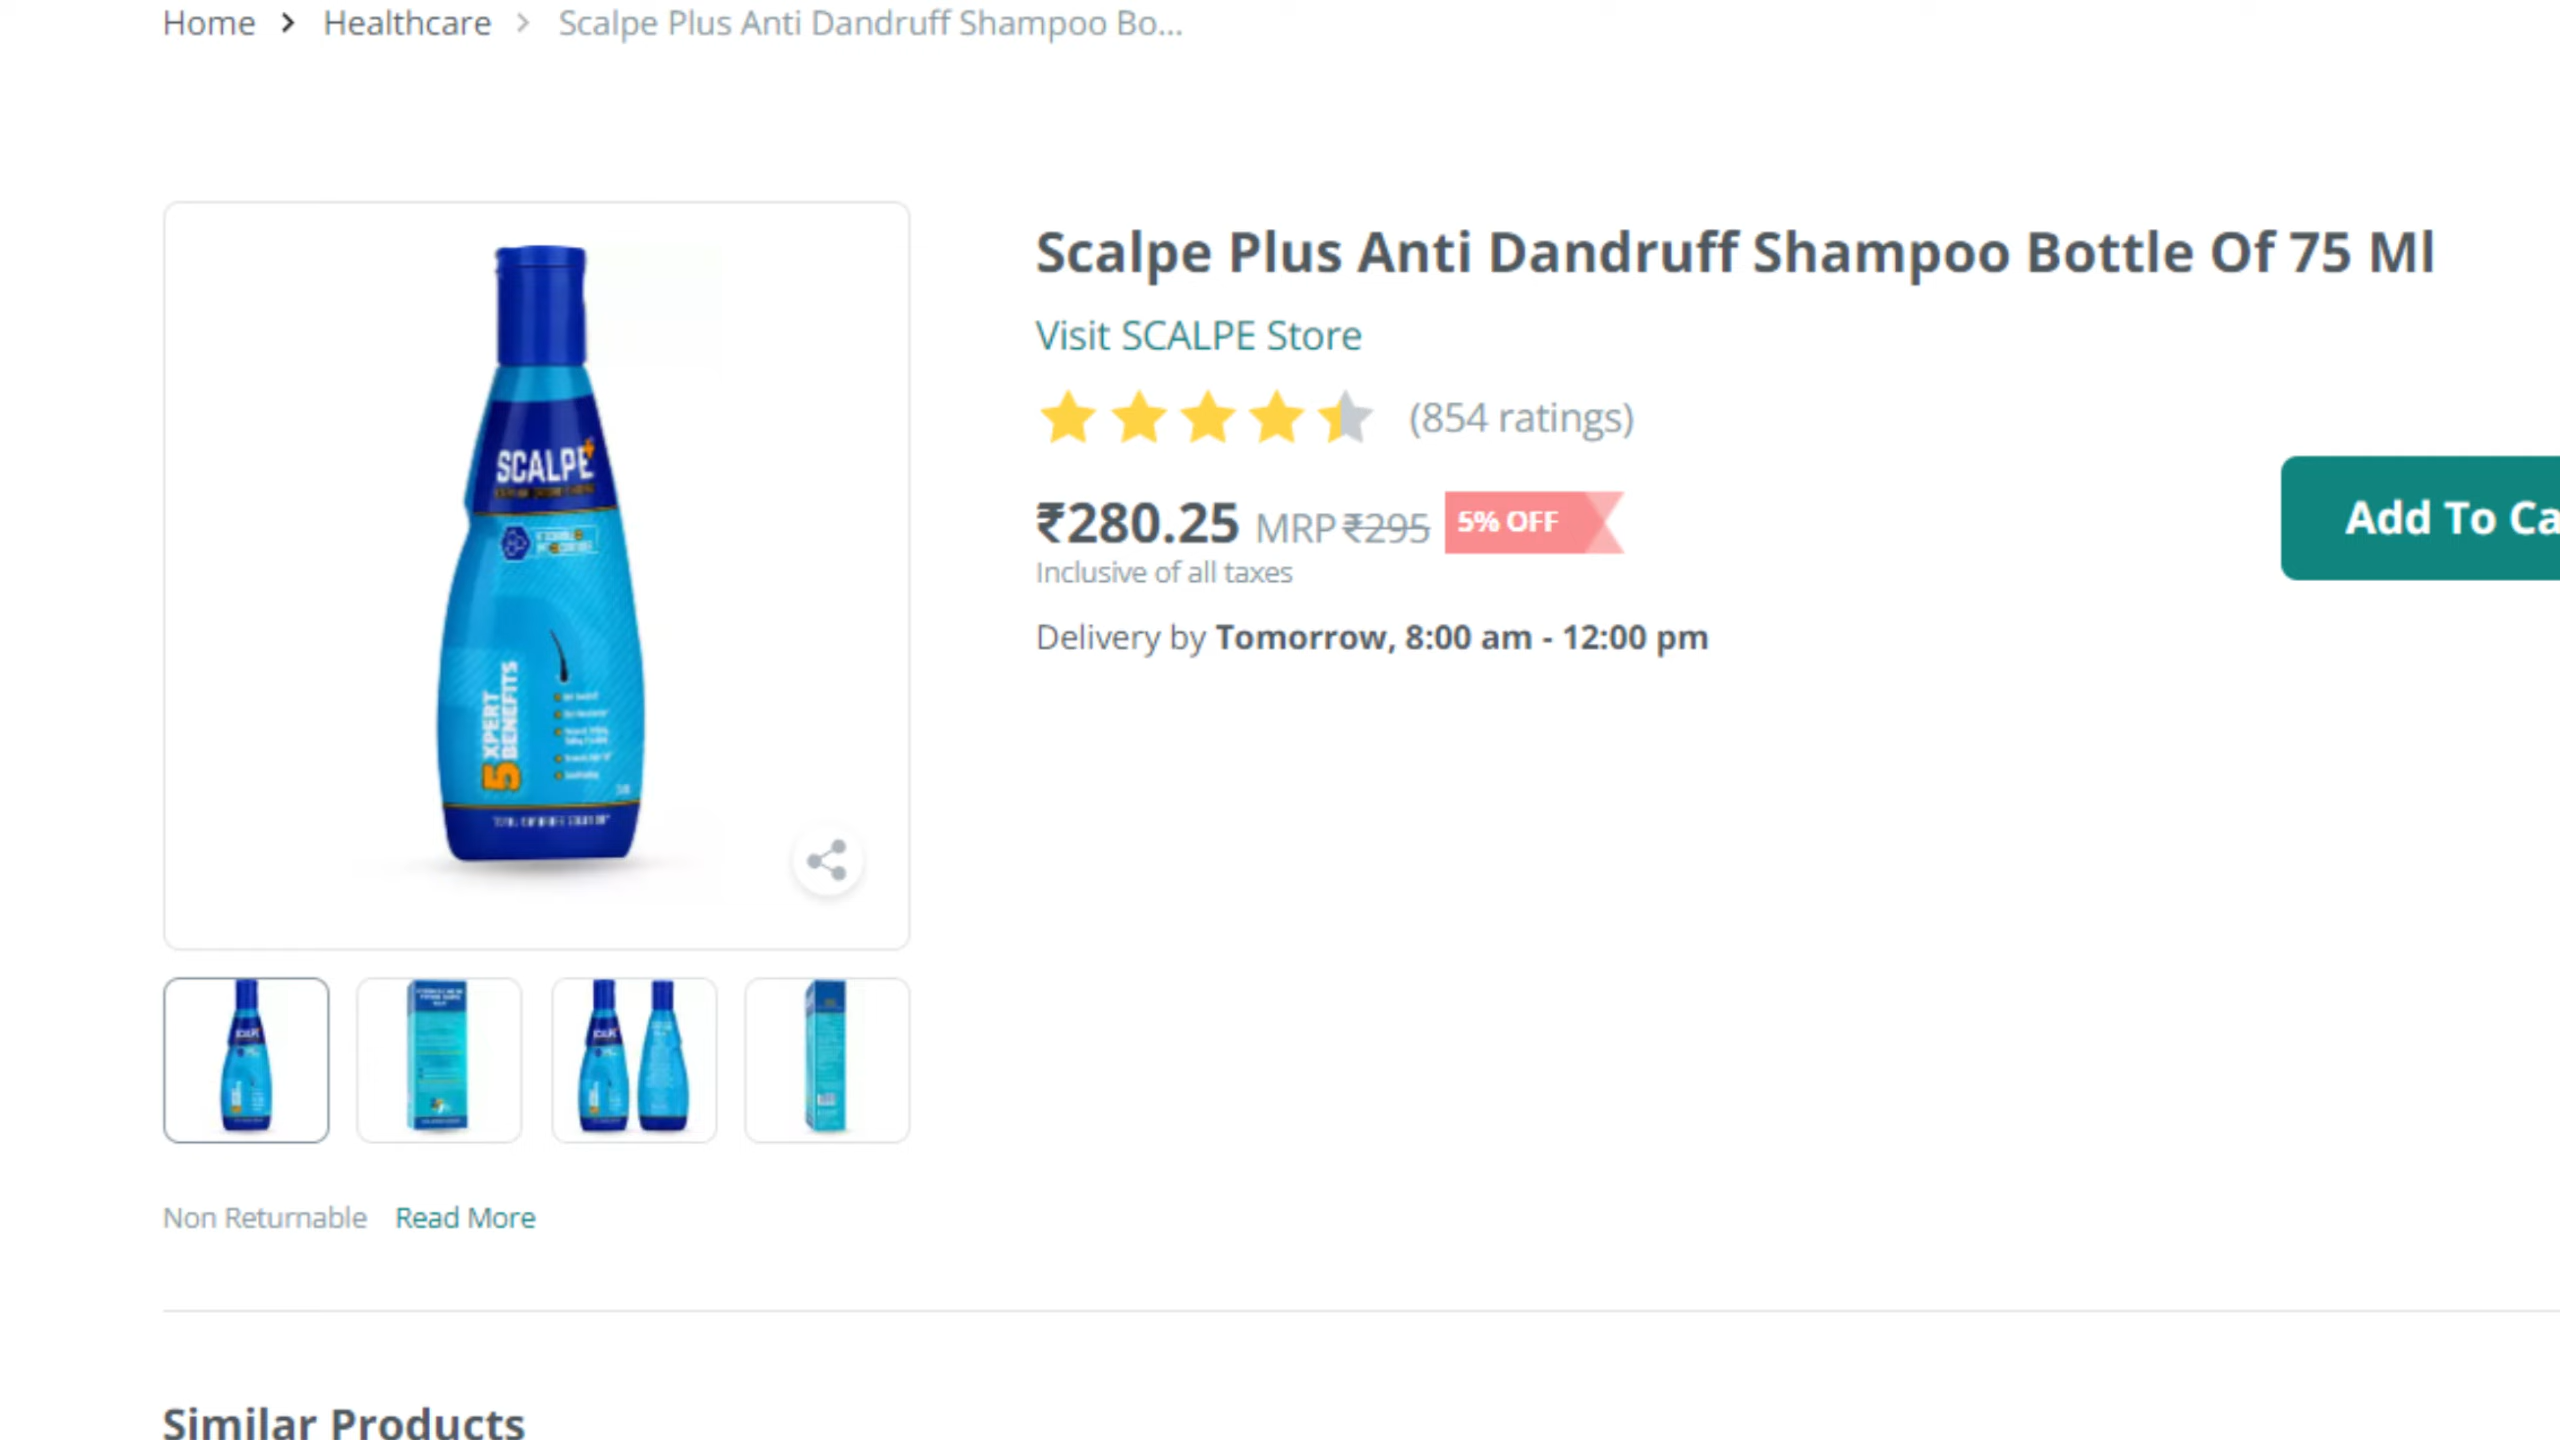 Home > Healthcare > Scalpe Plus Anti Dandruff Shampoo Bo...
Scalpe Plus Anti Dandruff Shampoo Bottle Of 75 Ml
Visit SCALPE Store
(854 ratings)
₹280.25 MRP ₹295 5% OFF
Inclusive of all taxes
Add To Ca
Delivery by Tomorrow, 8:00 am - 12:00 pm
SCALPE+
5 XPERT
BENEFITS
Non Returnable Read More
Similar Products